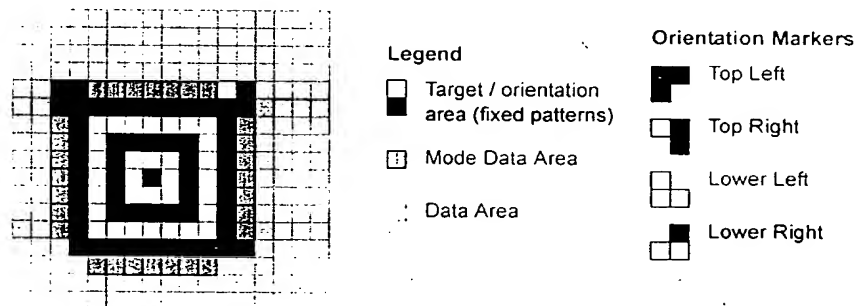 Legend
Target / orientation
area (fixed patterns)
Mode Data Area
Data Area
Orientation Markers
Top Left
Top Right
Lower Left
Lower Right